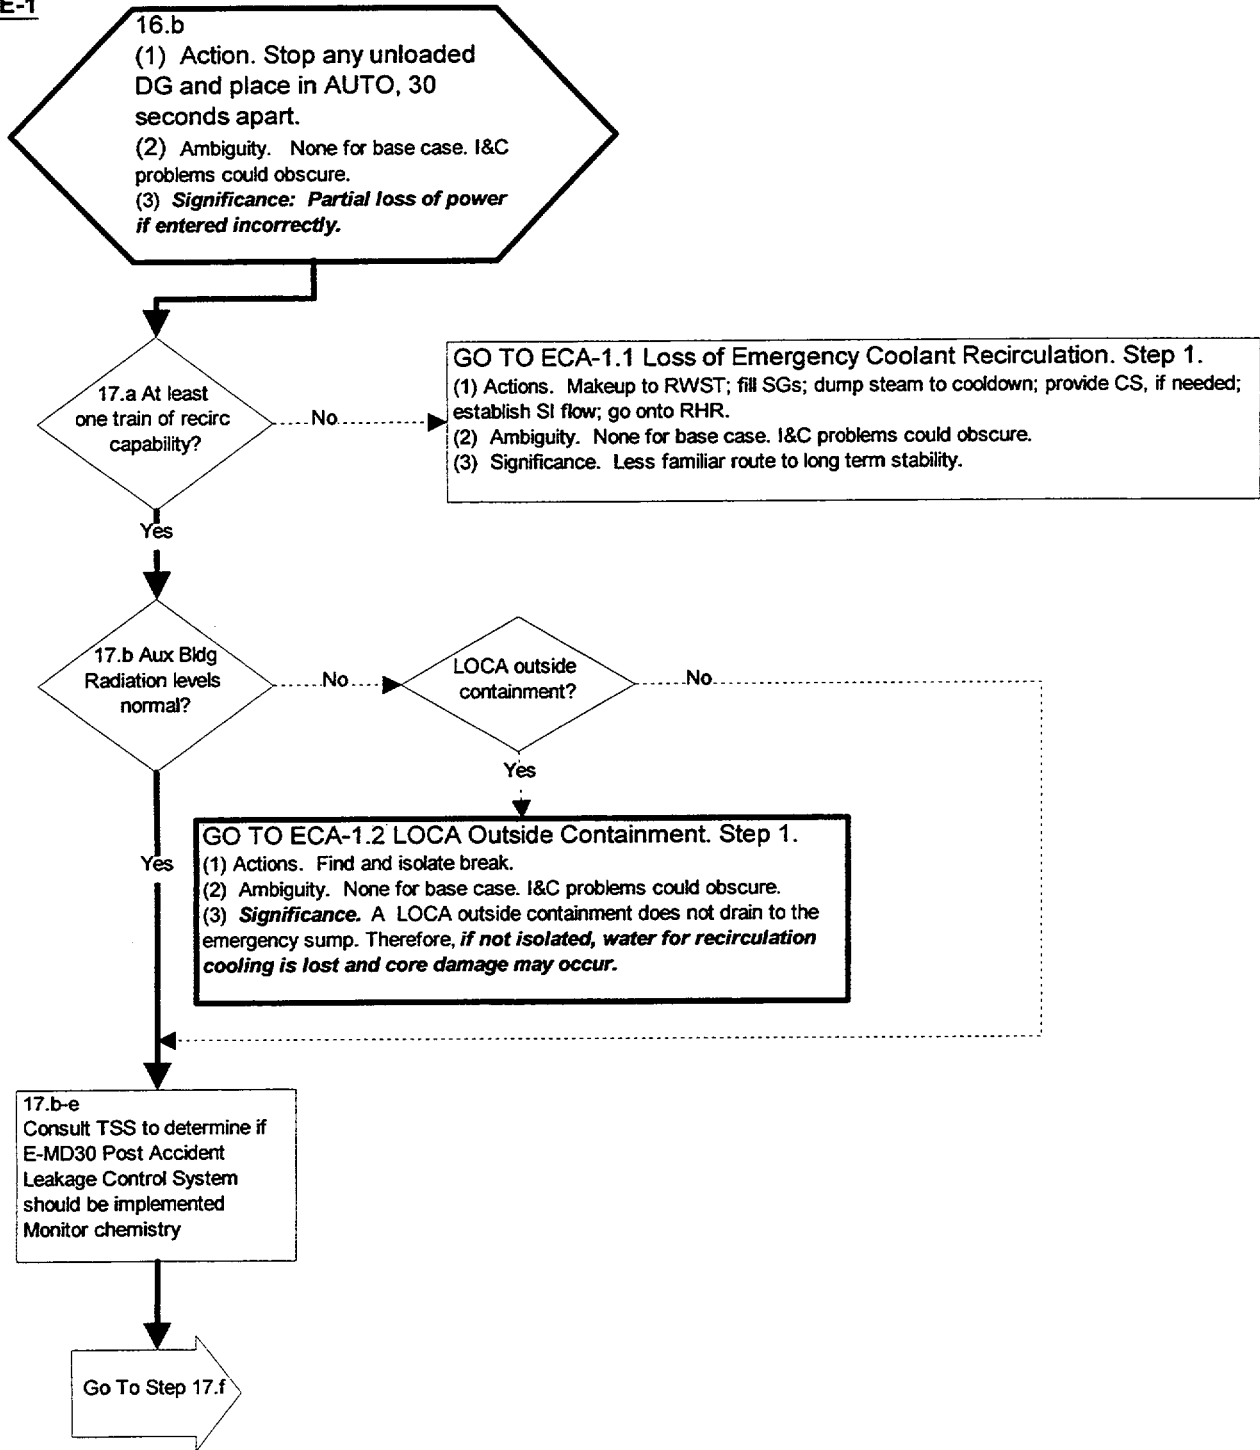 E-1
16.b
(1) Action. Stop any unloaded
DG and place in AUTO, 30
seconds apart.
(2) Ambiguity. None for base case. I&C
problems could obscure.
(3) Significance: Partial loss of power
if entered incorrectly.
17.a At least
one train of recirc
capability?
No
GO TO ECA-1.1 Loss of Emergency Coolant Recirculation. Step 1.
(1) Actions. Makeup to RWST; fill SGs; dump steam to cooldown; provide CS, if needed;
establish SI flow; go onto RHR.
(2) Ambiguity. None for base case. I&C problems could obscure.
(3) Significance. Less familiar route to long term stability.
Yes
17.b Aux Bldg
Radiation levels
normal?
No
LOCA outside
containment?
No
Yes
GO TO ECA-1.2 LOCA Outside Containment. Step 1.
(1) Actions. Find and isolate break.
(2) Ambiguity. None for base case. I&C problems could obscure.
(3) Significance. A LOCA outside containment does not drain to the
emergency sump. Therefore, if not isolated, water for recirculation
cooling is lost and core damage may occur.
Yes
17.b-e
Consult TSS to determine if
E-MD30 Post Accident
Leakage Control System
should be implemented
Monitor chemistry
Go To Step 17.f